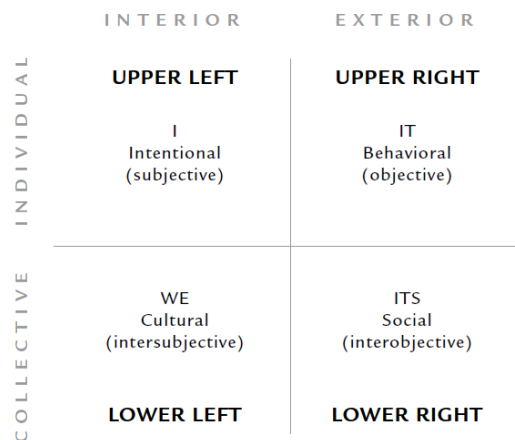 INTERIOR
EXTERIOR
INDIVIDUAL
UPPER LEFT
I
Intentional
(subjective)
UPPER RIGHT
IT
Behavioral
(objective)
COLLECTIVE
WE
Cultural
(intersubjective)
LOWER LEFT
ITS
Social
(interobjective)
LOWER RIGHT